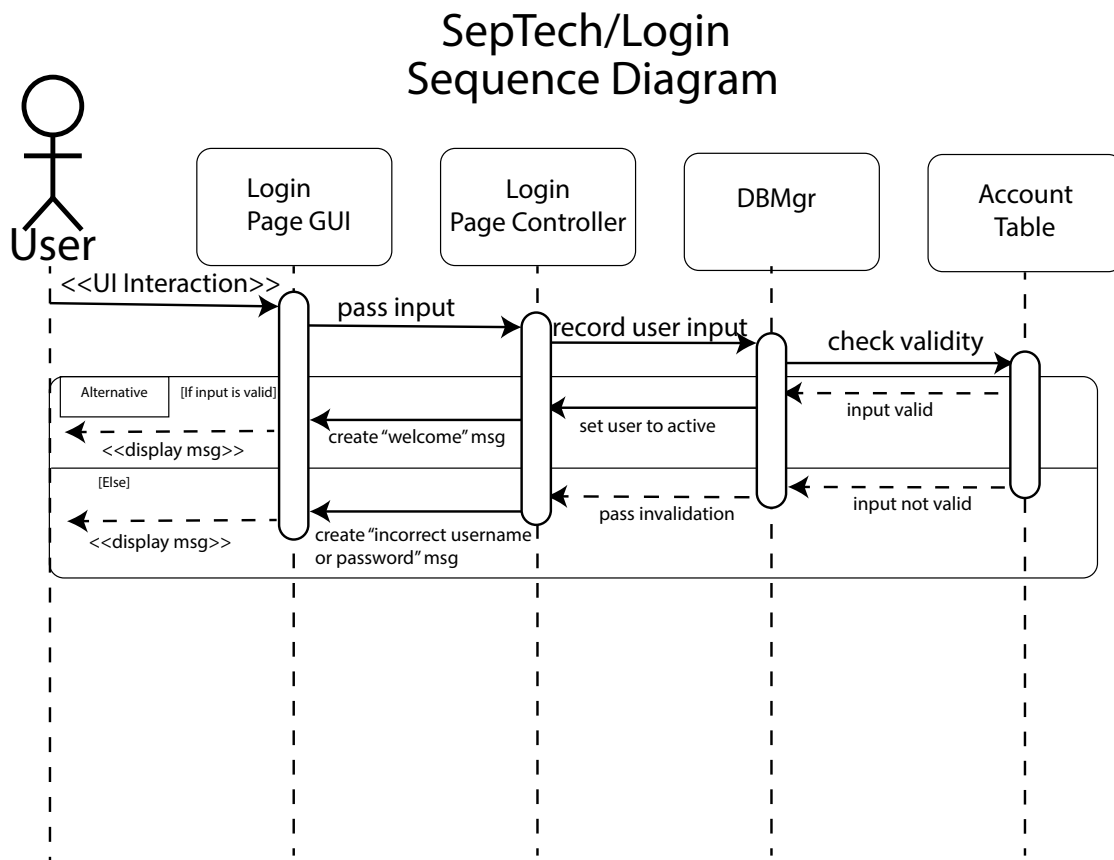 SepTech/Login
Sequence Diagram
User
Login
Page GUI
Login
Page Controller
DBMgr
Account
Table
<<UI Interaction>>
pass input
record user input
check validity
Alternative
[If input is valid]
input valid
set user to active
create “welcome” msg
<<display msg>>
[Else]
input not valid
pass invalidation
create “incorrect username
or password” msg
<<display msg>>